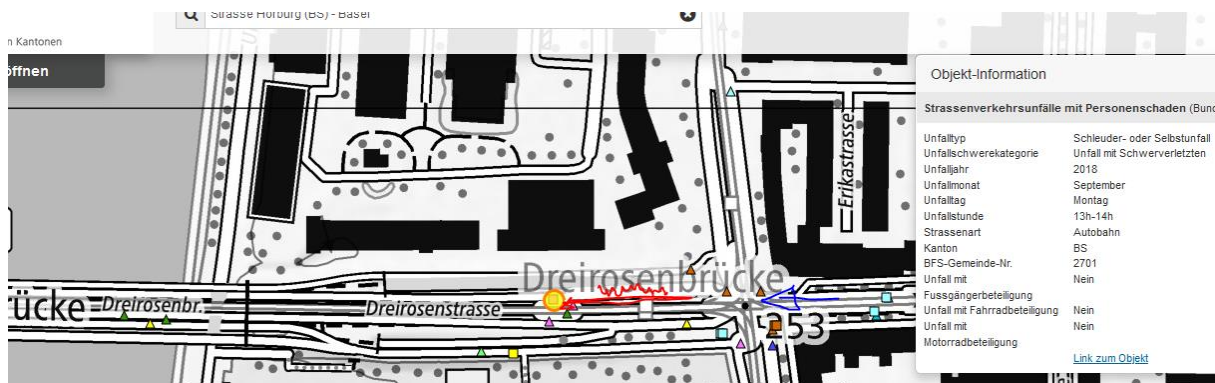 Strasse Horburg (BS) - Basel
n Kantonen
öffnen
Objekt-Information
Strassenverkehrsunfälle mit Personenschaden (Bund
Unfalltyp Schleuder- oder Selbstunfall
Unfallschwerekategorie Unfall mit Schwerverletzten
Unfalljahr 2018
Unfallmonat September
Unfalltag Montag
Unfallstunde 13h-14h
Strassenart Autobahn
Kanton BS
BFS-Gemeinde-Nr. 2701
Unfall mit Nein
Fussgängerbeteiligung
Unfall mit Fahrradbeteiligung Nein
Unfall mit Nein
Motorradbeteiligung
Link zum Objekt
Erikastrasse
Dreirosenbrücke
ücke Dreirosenbr.
Dreirosenstrasse
253